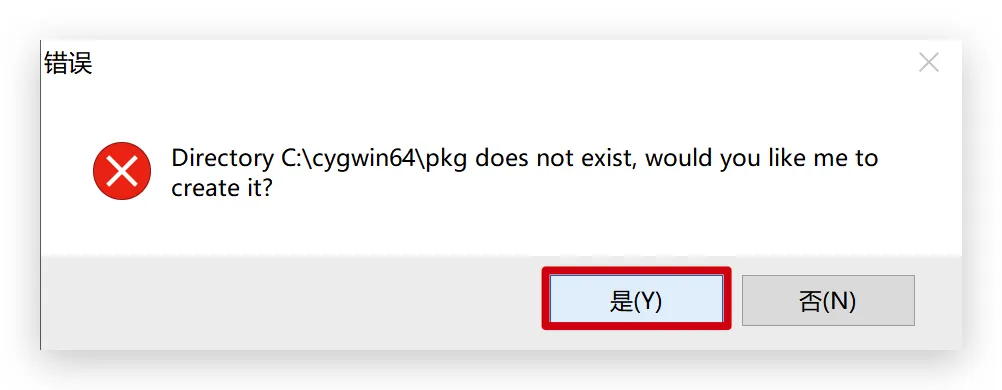 错误
Directory C:\cygwin64\pkg does not exist, would you like me to
create it?
是(Y)
否(N)